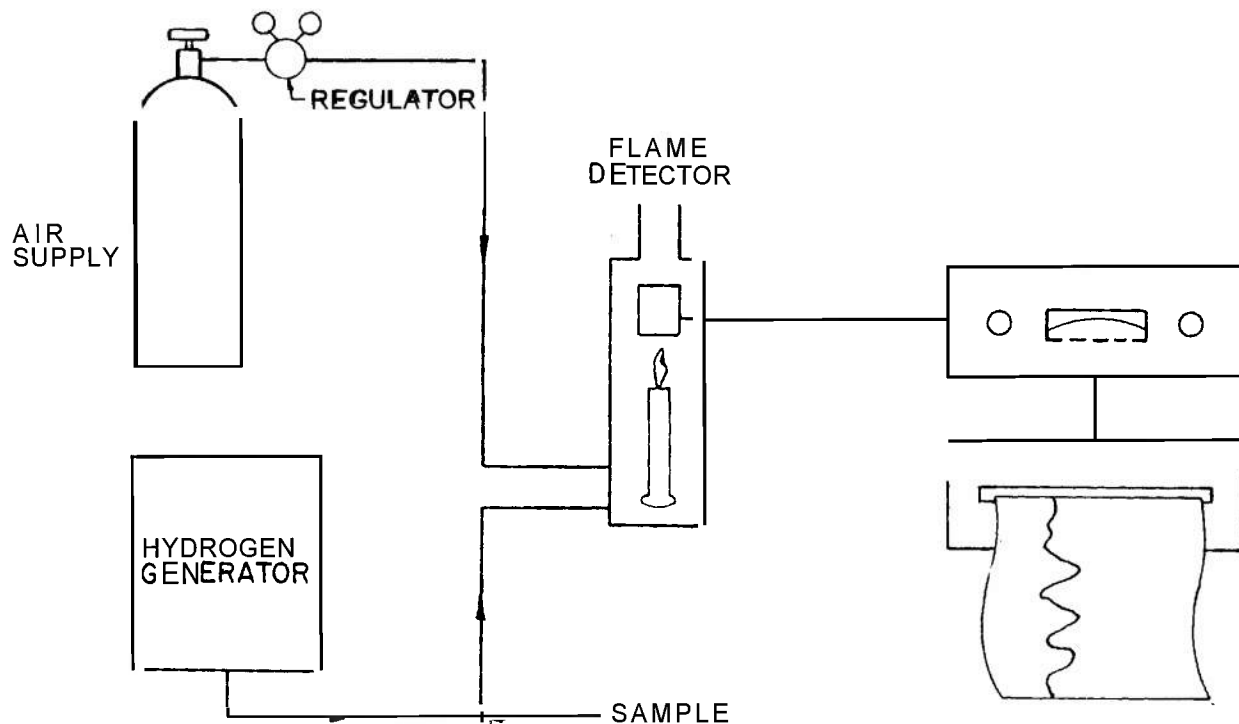 REGULATOR
FLAME
DETECTOR
AIR
SUPPLY
HYDROGEN
GENERATOR
SAMPLE